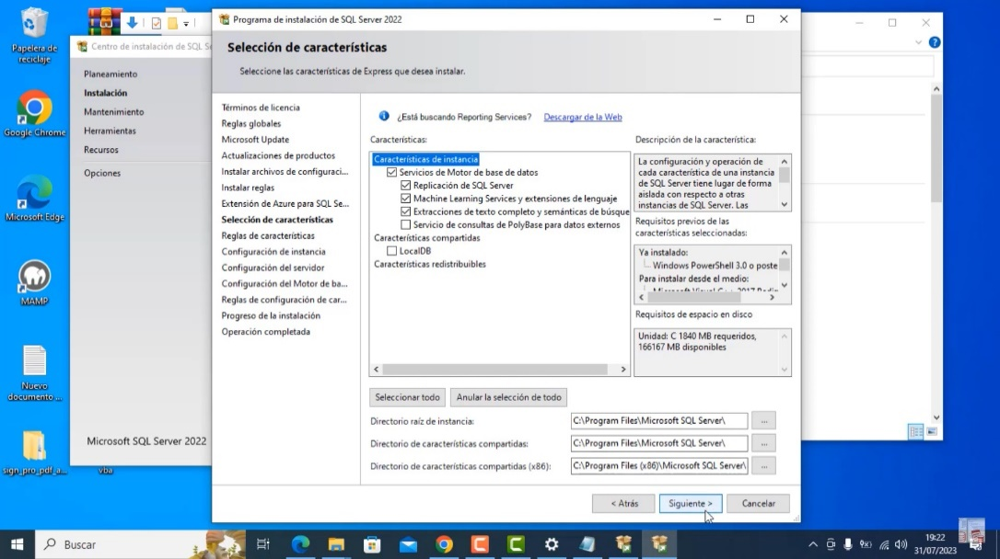 Papelera de
reciclaje
Google Chrome
Microsoft Edge
MAMP
Nuevo
documento ...
sign_pro_pdf_a...
vba
Centro de instalación de SQL Se
Planeamiento
Instalación
Mantenimiento
Herramientas
Recursos
Opciones
Microsoft SQL Server 2022
Programa de instalación de SQL Server 2022
Selección de características
Seleccione las características de Express que desea instalar.
Términos de licencia
Reglas globales
Microsoft Update
Actualizaciones de productos
Instalar archivos de configuraci...
Instalar reglas
Extensión de Azure para SQL Se...
Selección de características
Reglas de características
Configuración de instancia
Configuración del servidor
Configuración del Motor de ba...
Reglas de configuración de car...
Progreso de la instalación
Operación completada
¿Está buscando Reporting Services? Descargar de la Web
Características:
Características de instancia
Servicios de Motor de base de datos
Replicación de SQL Server
Machine Learning Services y extensiones de lenguaje
Extracciones de texto completo y semánticas de búsque
Servicio de consultas de PolyBase para datos externos
Características compartidas
LocalDB
Características redistribuibles
Descripción de la característica:
La configuración y operación de
cada característica de una instancia
de SQL Server tiene lugar de forma
aislada con respecto a otras
instancias de SQL Server. Las
Requisitos previos de las
características seleccionadas:
Ya instalado:
Windows PowerShell 3.0 o poste
Para instalar desde el medio:
Requisitos de espacio en disco
Unidad: C 1840 MB requeridos,
166167 MB disponibles
Seleccionar todo
Anular la selección de todo
Directorio raíz de instancia: C:\Program Files\Microsoft SQL Server\ ...
Directorio de características compartidas: C:\Program Files\Microsoft SQL Server\ ...
Directorio de características compartidas (x86): C:\Program Files (x86)\Microsoft SQL Server\ ...
< Atrás
Siguiente >
Cancelar
Buscar
19:22
31/07/2023